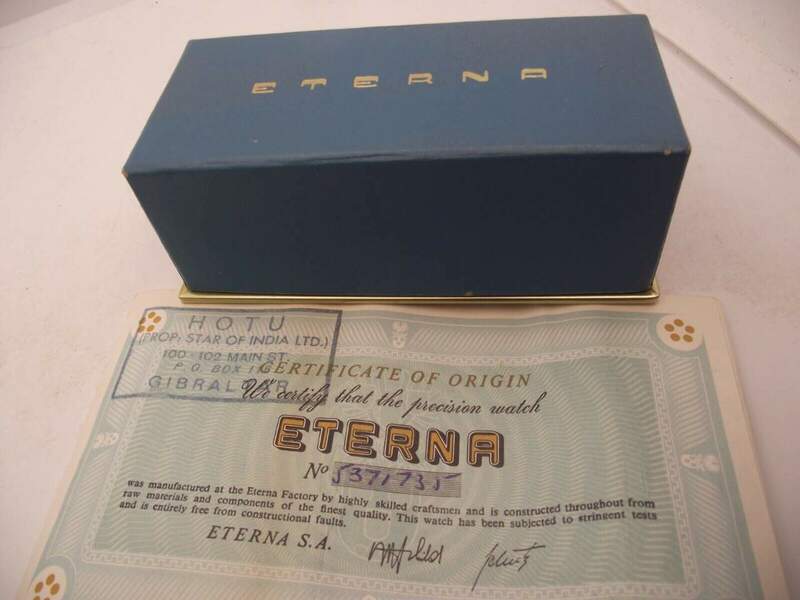 ETERNA
HOTU
(PROP: STAR OF INDIA LTD.)
100-102 MAIN ST.
P.O. BOX
GIBRALTAR
CERTIFICATE OF ORIGIN
We certify that the precision watch
ETERNA
No 5371735
was manufactured at the Eterna Factory by highly skilled craftsmen and is constructed throughout from
raw materials and components of the finest quality. This watch has been subjected to stringent tests
and is entirely free from constructional faults.
ETERNA S.A.